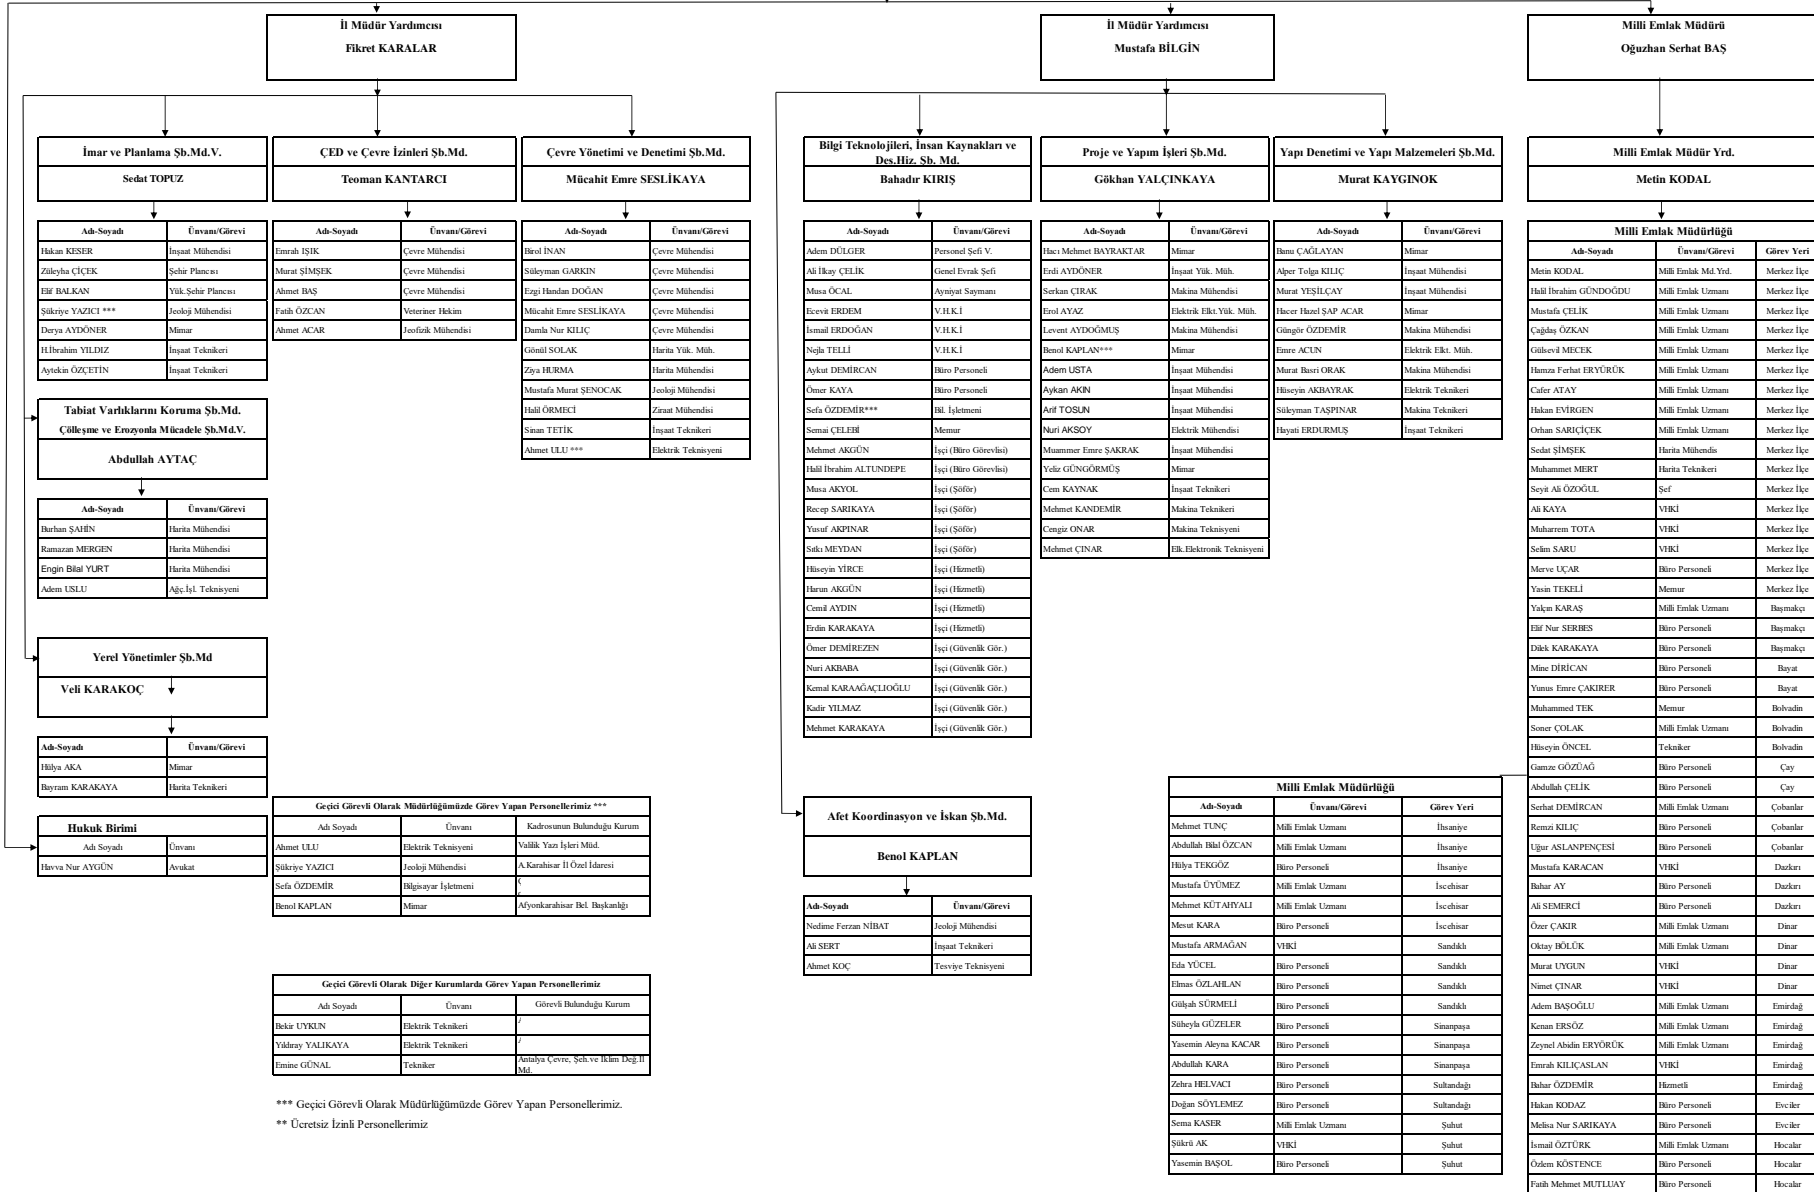 İl Müdür Yardımcısı
Fikret KARALAR
İl Müdür Yardımcısı
Mustafa BİLGİN
Milli Emlak Müdürü
Oğuzhan Serhat BAŞ
İmar ve Planlama Şb.Md.V.
Sedat TOPUZ
Adı-Soyadı Ünvanı/Görevi
Hakan KESER İnşaat Mühendisi
Züleyha ÇİÇEK Şehir Plancısı
Elif BALKAN Yük.Şehir Plancısı
Şükriye YAZICI *** Jeoloji Mühendisi
Derya AYDÖNER Mimar
H.İbrahim YILDIZ İnşaat Teknikeri
Aytekin ÖZÇETİN İnşaat Teknikeri
Tabiat Varlıklarını Koruma Şb.Md.
Çölleşme ve Erozyonla Mücadele Şb.Md.V.
Abdullah AYTAÇ
Adı-Soyadı Ünvanı/Görevi
Burhan ŞAHİN Harita Mühendisi
Ramazan MERGEN Harita Mühendisi
Engin Bilal YURT Harita Mühendisi
Adem USLU Ağç.İşl. Teknisyeni
Yerel Yönetimler Şb.Md
Veli KARAKOÇ
Adı-Soyadı Ünvanı/Görevi
Hülya AKA Mimar
Bayram KARAKAYA Harita Teknikeri
Hukuk Birimi
Adı Soyadı Ünvanı
Havva Nur AYGÜN Avukat
ÇED ve Çevre İzinleri Şb.Md.
Teoman KANTARCI
Adı-Soyadı Ünvanı/Görevi
Emrah IŞIK Çevre Mühendisi
Murat ŞİMŞEK Çevre Mühendisi
Ahmet BAŞ Çevre Mühendisi
Fatih ÖZCAN Veteriner Hekim
Ahmet ACAR Jeofizik Mühendisi
Çevre Yönetimi ve Denetimi Şb.Md.
Mücahit Emre SESLİKAYA
Adı-Soyadı Ünvanı/Görevi
Birol İNAN Çevre Mühendisi
Süleyman GARKIN Çevre Mühendisi
Ezgi Handan DOĞAN Çevre Mühendisi
Mücahit Emre SESLİKAYA Çevre Mühendisi
Damla Nur KILIÇ Çevre Mühendisi
Gönül SOLAK Harita Yük. Müh.
Ziya HURMA Harita Mühendisi
Mustafa Murat ŞENOCAK Jeoloji Mühendisi
Halil ÖRMECİ Ziraat Mühendisi
Sinan TETİK İnşaat Teknikeri
Ahmet ULU *** Elektrik Teknisyeni
Geçici Görevli Olarak Müdürlüğümüzde Görev Yapan Personellerimiz ***
Adı Soyadı Ünvanı Kadrosunun Bulunduğu Kurum
Ahmet ULU Elektrik Teknisyeni Valilik Yazı İşleri Müd.
Şükriye YAZICI Jeoloji Mühendisi A.Karahisar İl Özel İdaresi
Sefa ÖZDEMİR Bilgisayar İşletmeni
Benol KAPLAN Mimar Afyonkarahisar Bel. Başkanlığı
Geçici Görevli Olarak Diğer Kurumlarda Görev Yapan Personellerimiz
Adı Soyadı Ünvanı Görevli Bulunduğu Kurum
Bekir UYKUN Elektrik Teknikeri
Yıldıray YALIKAYA Elektrik Teknikeri
Emine GÜNAL Tekniker Antalya Çevre, Şeh.ve İklim Değ.İl
Md.
*** Geçici Görevli Olarak Müdürlüğümüzde Görev Yapan Personellerimiz.
** Ücretsiz İzinli Personellerimiz
Bilgi Teknolojileri, İnsan Kaynakları ve
Des.Hiz. Şb. Md.
Bahadır KIRIŞ
Adı-Soyadı Ünvanı/Görevi
Adem DÜLGER Personel Şefi V.
Ali İlkay ÇELİK Genel Evrak Şefi
Musa ÖCAL Ayniyat Saymanı
Ecevit ERDEM V.H.K.İ
İsmail ERDOĞAN V.H.K.İ
Nejla TELLİ V.H.K.İ
Aykut DEMİRCAN Büro Personeli
Ömer KAYA Büro Personeli
Sefa ÖZDEMİR*** Bil. İşletmeni
Semai ÇELEBİ Memur
Mehmet AKGÜN İşçi (Büro Görevlisi)
Halil İbrahim ALTUNDEPE İşçi (Büro Görevlisi)
Musa AKYOL İşçi (Şöför)
Recep SARIKAYA İşçi (Şöför)
Yusuf AKPINAR İşçi (Şöför)
Sıtkı MEYDAN İşçi (Şöför)
Hüseyin YİRCE İşçi (Hizmetli)
Harun AKGÜN İşçi (Hizmetli)
Cemil AYDIN İşçi (Hizmetli)
Erdin KARAKAYA İşçi (Hizmetli)
Ömer DEMİREZEN İşçi (Güvenlik Gör.)
Nuri AKBABA İşçi (Güvenlik Gör.)
Kemal KARAAĞAÇLIOĞLU İşçi (Güvenlik Gör.)
Kadir YILMAZ İşçi (Güvenlik Gör.)
Mehmet KARAKAYA İşçi (Güvenlik Gör.)
Afet Koordinasyon ve İskan Şb.Md.
Benol KAPLAN
Adı-Soyadı Ünvanı/Görevi
Nedime Ferzan NİBAT Jeoloji Mühendisi
Ali SERT İnşaat Teknikeri
Ahmet KOÇ Tesviye Teknisyeni
Proje ve Yapım İşleri Şb.Md.
Gökhan YALÇINKAYA
Adı-Soyadı Ünvanı/Görevi
Hacı Mehmet BAYRAKTAR Mimar
Erdi AYDÖNER İnşaat Yük. Müh.
Serkan ÇIRAK Makina Mühendisi
Erol AYAZ Elektrik Elkt.Yük. Müh.
Levent AYDOĞMUŞ Makina Mühendisi
Benol KAPLAN*** Mimar
Adem USTA İnşaat Mühendisi
Aykan AKIN İnşaat Mühendisi
Arif TOSUN İnşaat Mühendisi
Nuri AKSOY Elektrik Mühendisi
Muammer Emre ŞAKRAK İnşaat Mühendisi
Yeliz GÜNGÖRMÜŞ Mimar
Cem KAYNAK İnşaat Teknikeri
Mehmet KANDEMİR Makina Teknikeri
Cengiz ONAR Makina Teknisyeni
Mehmet ÇINAR Elk.Elektronik Teknisyeni
Yapı Denetimi ve Yapı Malzemeleri Şb.Md.
Murat KAYGINOK
Adı-Soyadı Ünvanı/Görevi
Banu ÇAĞLAYAN Mimar
Alper Tolga KILIÇ İnşaat Mühendisi
Murat YEŞİLÇAY İnşaat Mühendisi
Hacer Hazel ŞAP ACAR Mimar
Güngör ÖZDEMİR Makina Mühendisi
Emre ACUN Elektrik Elkt. Müh.
Murat Basri ORAK Makina Mühendisi
Hüseyin AKBAYRAK Elektrik Teknikeri
Süleyman TAŞPINAR Makina Teknikeri
Hayati ERDURMUŞ İnşaat Teknikeri
Milli Emlak Müdür Yrd.
Metin KODAL
Milli Emlak Müdürlüğü
Adı-Soyadı Ünvanı/Görevi Görev Yeri
Metin KODAL Milli Emlak Md.Yrd. Merkez İlçe
Halil İbrahim GÜNDOĞDU Milli Emlak Uzmanı Merkez İlçe
Mustafa ÇELİK Milli Emlak Uzmanı Merkez İlçe
Çağdaş ÖZKAN Milli Emlak Uzmanı Merkez İlçe
Gülsevil MECEK Milli Emlak Uzmanı Merkez İlçe
Hamza Ferhat ERYÜRÜK Milli Emlak Uzmanı Merkez İlçe
Cafer ATAY Milli Emlak Uzmanı Merkez İlçe
Hakan EVİRGEN Milli Emlak Uzmanı Merkez İlçe
Orhan SARIÇİÇEK Milli Emlak Uzmanı Merkez İlçe
Sedat ŞİMŞEK Harita Mühendis Merkez İlçe
Muhammet MERT Harita Teknikeri Merkez İlçe
Seyit Ali ÖZOĞUL Şef Merkez İlçe
Ali KAYA VHKİ Merkez İlçe
Muharrem TOTA VHKİ Merkez İlçe
Selim SARU VHKİ Merkez İlçe
Merve UÇAR Büro Personeli Merkez İlçe
Yasin TEKELİ Memur Merkez İlçe
Yalçın KARAŞ Milli Emlak Uzmanı Başmakçı
Elif Nur SERBES Büro Personeli Başmakçı
Dilek KARAKAYA Büro Personeli Başmakçı
Mine DİRİCAN Büro Personeli Bayat
Yunus Emre ÇAKIRER Büro Personeli Bayat
Muhammed TEK Memur Bolvadin
Soner ÇOLAK Milli Emlak Uzmanı Bolvadin
Hüseyin ÖNCEL Tekniker Bolvadin
Gamze GÖZÜAĞ Büro Personeli Çay
Abdullah ÇELİK Büro Personeli Çay
Serhat DEMİRCAN Milli Emlak Uzmanı Çobanlar
Remzi KILIÇ Büro Personeli Çobanlar
Uğur ASLANPENÇESİ Büro Personeli Çobanlar
Mustafa KARACAN VHKİ Dazkırı
Bahar AY Büro Personeli Dazkırı
Ali SEMERCİ Büro Personeli Dazkırı
Özer ÇAKIR Milli Emlak Uzmanı Dinar
Oktay BÖLÜK Milli Emlak Uzmanı Dinar
Murat UYGUN VHKİ Dinar
Nimet ÇINAR VHKİ Dinar
Adem BAŞOĞLU Milli Emlak Uzmanı Emirdağ
Kenan ERSÖZ Milli Emlak Uzmanı Emirdağ
Zeynel Abidin ERYÖRÜK Milli Emlak Uzmanı Emirdağ
Emrah KILIÇASLAN VHKİ Emirdağ
Bahar ÖZDEMİR Hizmetli Emirdağ
Hakan KODAZ Büro Personeli Evciler
Melisa Nur SARIKAYA Büro Personeli Evciler
İsmail ÖZTÜRK Milli Emlak Uzmanı Hocalar
Özlem KÖSTENCE Büro Personeli Hocalar
Fatih Mehmet MUTLUAY Büro Personeli Hocalar
Milli Emlak Müdürlüğü
Adı-Soyadı Ünvanı/Görevi Görev Yeri
Mehmet TUNÇ Milli Emlak Uzmanı İhsaniye
Abdullah Bilal ÖZCAN Milli Emlak Uzmanı İhsaniye
Hülya TEKGÖZ Büro Personeli İhsaniye
Mustafa ÜYÜMEZ Milli Emlak Uzmanı İscehisar
Mehmet KÜTAHYALI Milli Emlak Uzmanı İscehisar
Mesut KARA Büro Personeli İscehisar
Mustafa ARMAĞAN VHKİ Sandıklı
Eda YÜCEL Büro Personeli Sandıklı
Elmas ÖZLAHLAN Büro Personeli Sandıklı
Gülşah SÜRMELİ Büro Personeli Sandıklı
Süheyla GÜZELER Büro Personeli Sinanpaşa
Yasemin Aleyna KACAR Büro Personeli Sinanpaşa
Abdullah KARA Büro Personeli Sinanpaşa
Zehra HELVACI Büro Personeli Sultandağı
Doğan SÖYLEMEZ Büro Personeli Sultandağı
Sema KASER Milli Emlak Uzmanı Şuhut
Şükrü AK VHKİ Şuhut
Yasemin BAŞOL Büro Personeli Şuhut